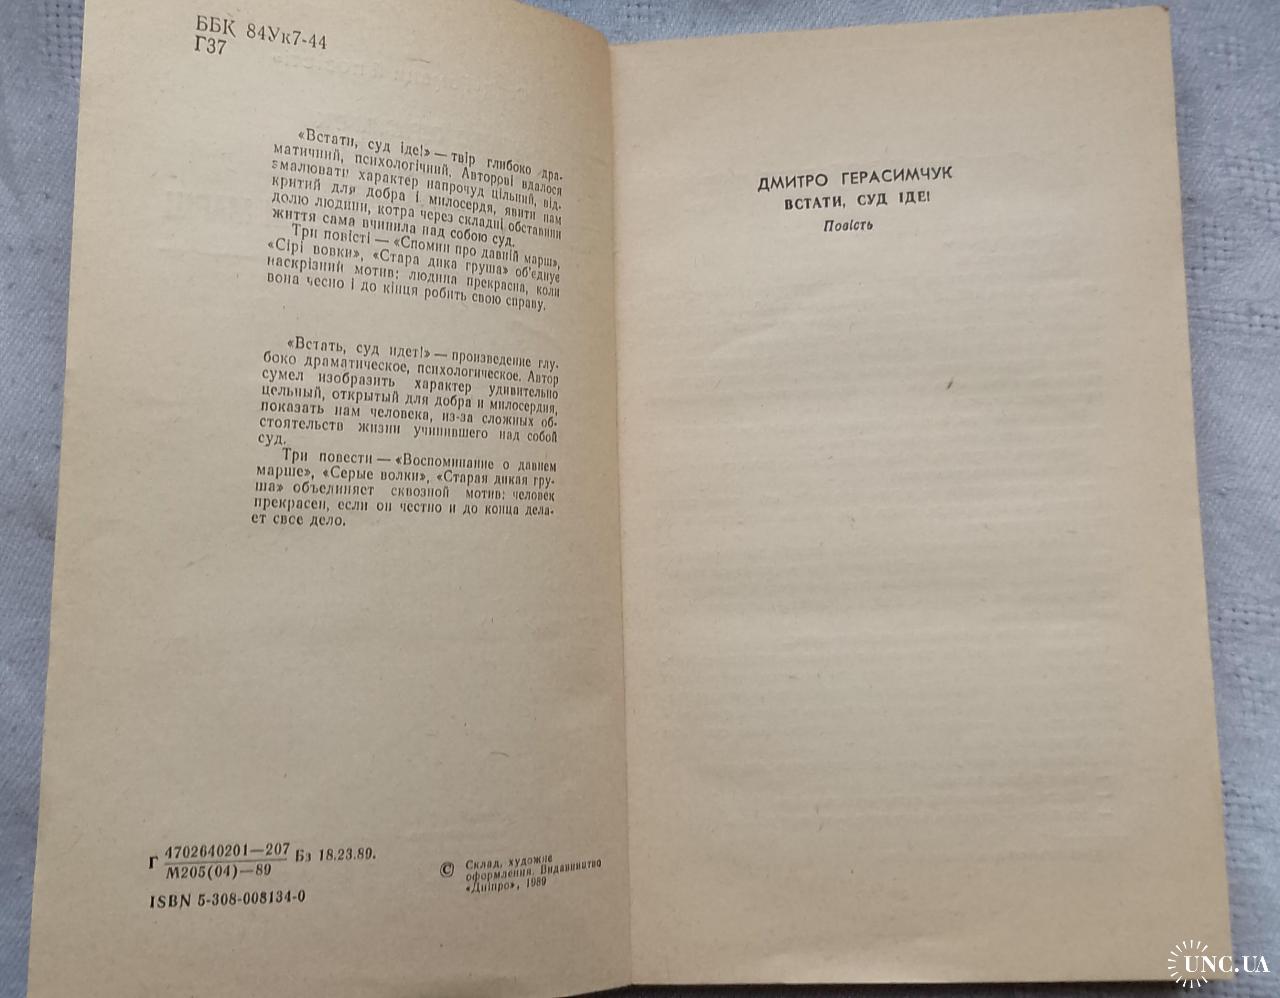 ББК 84Ук7-44
Г37
«Встати, суд іде!» — твір глибоко дра-
матичний, психологічний. Авторові вдалося
змалювати характер напрочуд цільний, від-
критий для добра і милосердя, явити нам
долю людини, котра через складні обставини
життя сама вчинила над собою суд.
Три повісті — «Спомин про давній марш»,
«Сірі вовки», «Стара дика груша» об'єднує
наскрізний мотив: людина прекрасна, коли
вона чесно і до кінця робить свою справу.
«Встать, суд идет!» — произведение глу-
боко драматическое, психологическое. Автор
сумел изобразить характер удивительно
цельный, открытый для добра и милосердия,
показать нам человека, из-за сложных об-
стоятельств жизни учинившего над собой
суд.
Три повести — «Воспоминание о давнем
марше», «Серые волки», «Старая дикая гру-
ша» объединяет сквозной мотив: человек
прекрасен, если он честно и до конца дела-
ет свсе дело.
Г 4702640201—207 Бз 18.23.89.
М205(04)—89
ISBN 5-308-008134-0
© Склад, художнє
оформлення. Видавництво
«Дніпро», 1989
ДМИТРО ГЕРАСИМЧУК
ВСТАТИ, СУД ІДЕ!
Повість
UNC.UA